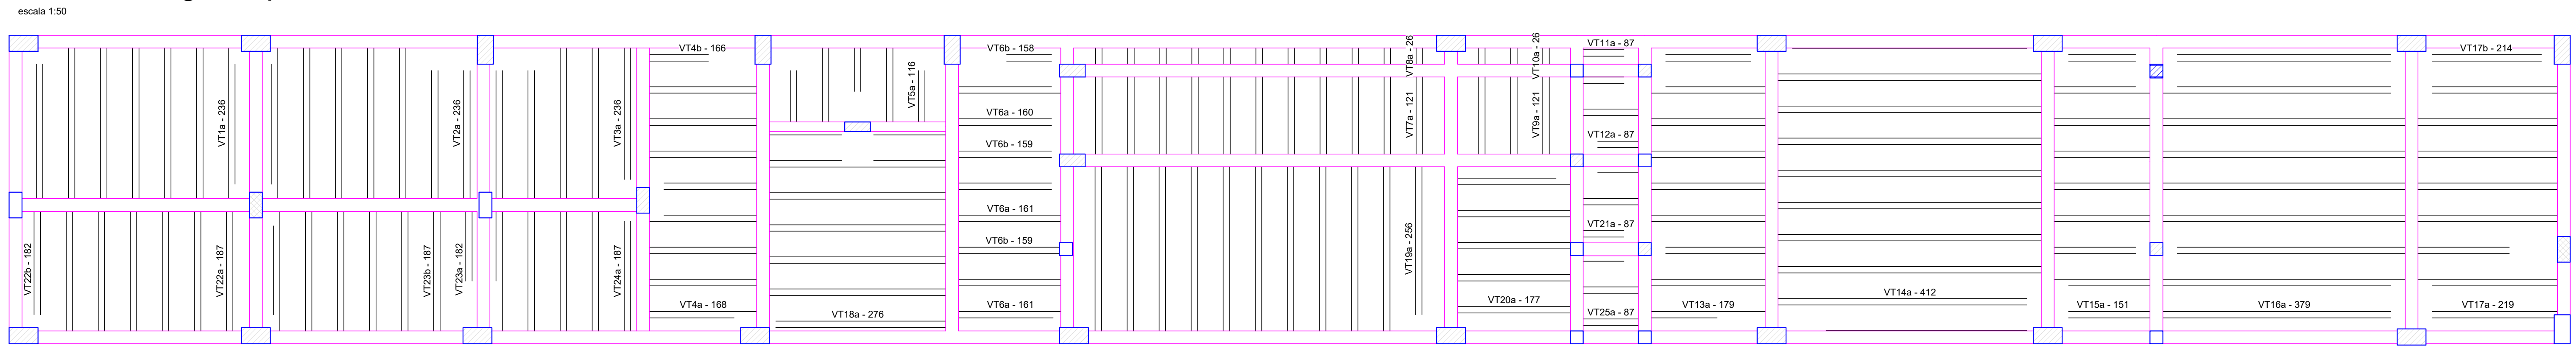 escala 1:50
VT4b - 166
VT6b - 158
VT8a - 26
VT10a - 26
VT11a - 87
VT17b - 214
VT1a - 236
VT2a - 236
VT3a - 236
VT5a - 116
VT6a - 160
VT7a - 121
VT9a - 121
VT12a - 87
VT6b - 159
VT6a - 161
VT21a - 87
VT6b - 159
VT22b - 182
VT22a - 187
VT23b - 187
VT23a - 182
VT24a - 187
VT19a - 256
VT4a - 168
VT18a - 276
VT6a - 161
VT20a - 177
VT25a - 87
VT13a - 179
VT14a - 412
VT15a - 151
VT16a - 379
VT17a - 219